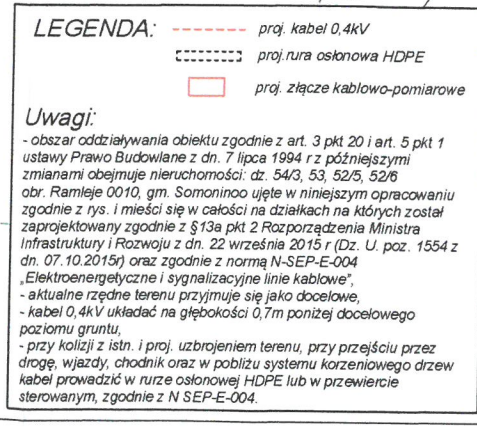 LEGENDA:
proj. kabel 0,4kV
proj.rura osłonowa HDPE
proj. złącze kablowo-pomiarowe
Uwagi:
- obszar oddziaływania obiektu zgodnie z art. 3 pkt 20 i art. 5 pkt 1
ustawy Prawo Budowlane z dn. 7 lipca 1994 r z późniejszymi
zmianami obejmuje nieruchomości: dz. 54/3, 53, 52/5, 52/6
obr. Ramleje 0010, gm. Somoninoo ujęte w niniejszym opracowaniu
zgodnie z rys. i mieści się w całości na działkach na których został
zaprojektowany zgodnie z §13a pkt 2 Rozporządzenia Ministra
Infrastruktury i Rozwoju z dn. 22 września 2015 r (Dz. U. poz. 1554 z
dn. 07.10.2015r) oraz zgodnie z normą N-SEP-E-004
„Elektroenergetyczne i sygnalizacyjne linie kablowe",
- aktualne rzędne terenu przyjmuje się jako docelowe,
- kabel 0,4kV układać na głębokości 0,7m poniżej docelowego
poziomu gruntu,
- przy kolizji z istn. i proj. uzbrojeniem terenu, przy przejściu przez
drogę, wjazdy, chodnik oraz w pobliżu systemu korzeniowego drzew
kabel prowadzić w rurze osłonowej HDPE lub w przewiercie
sterowanym, zgodnie z N SEP-E-004.